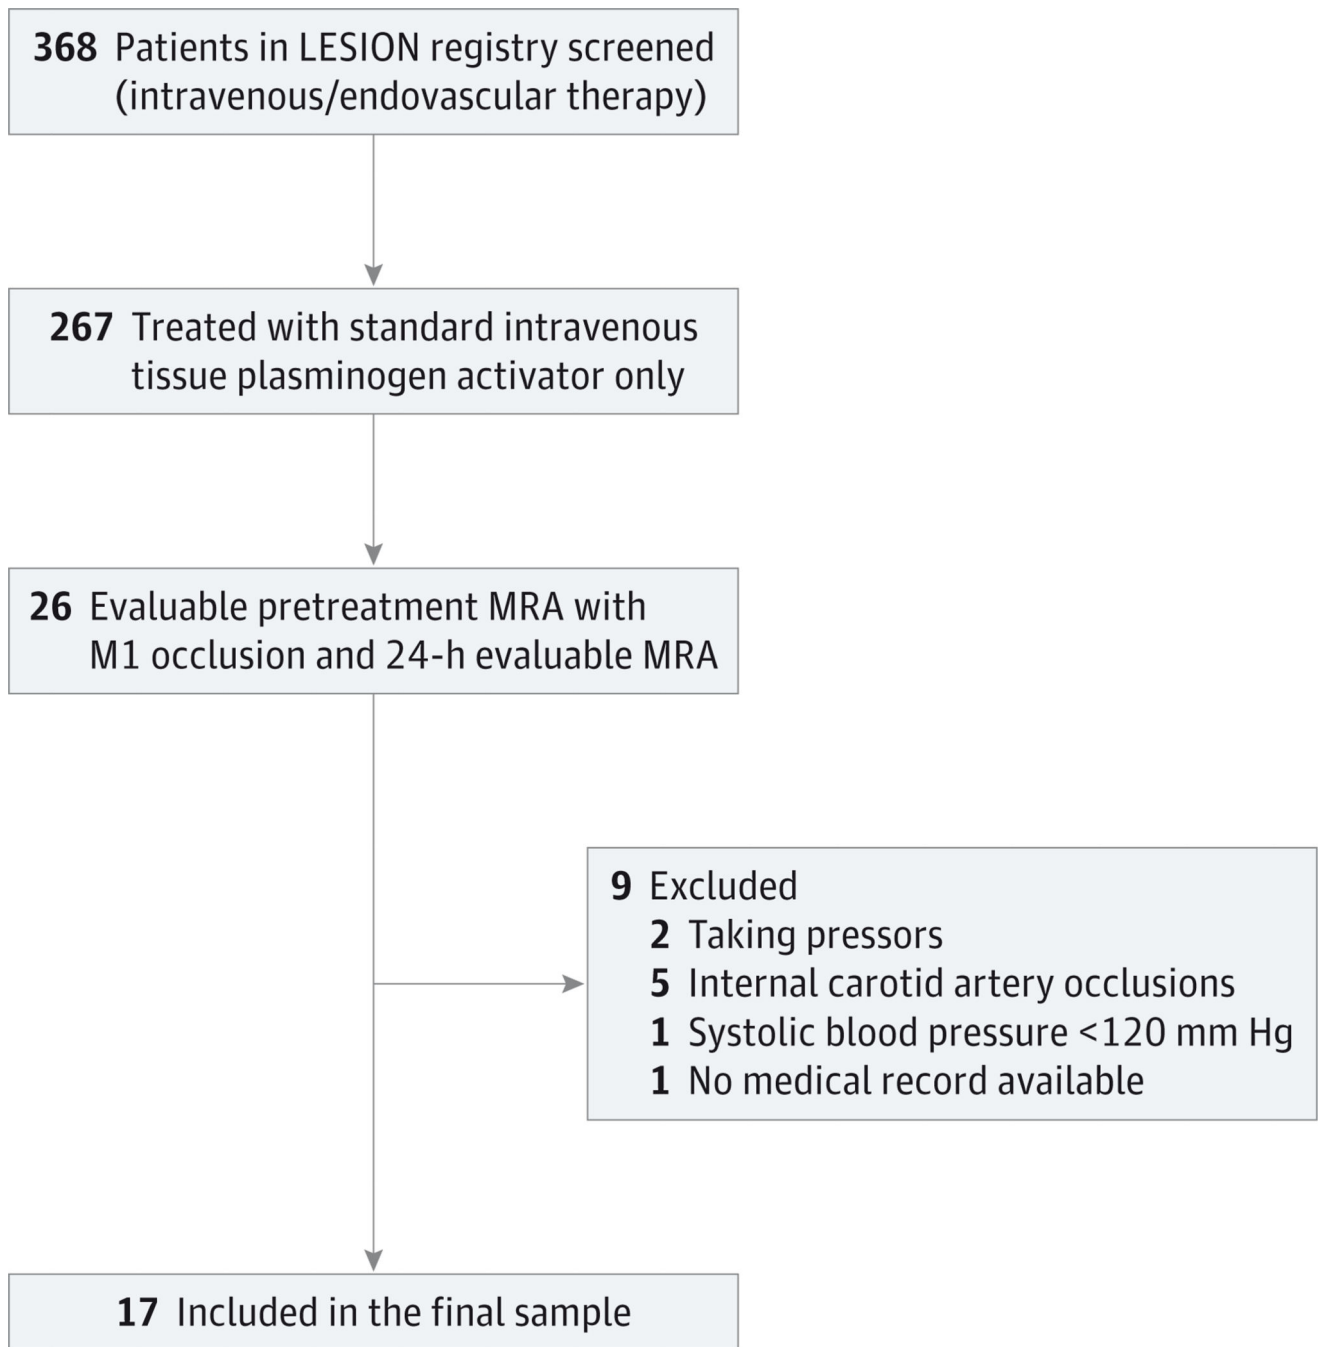 368 Patients in LESION registry screened
(intravenous/endovascular therapy)
267 Treated with standard intravenous
tissue plasminogen activator only
26 Evaluable pretreatment MRA with
M1 occlusion and 24-h evaluable MRA
9 Excluded
2 Taking pressors
5 Internal carotid artery occlusions
1 Systolic blood pressure <120 mm Hg
1 No medical record available
17 Included in the final sample